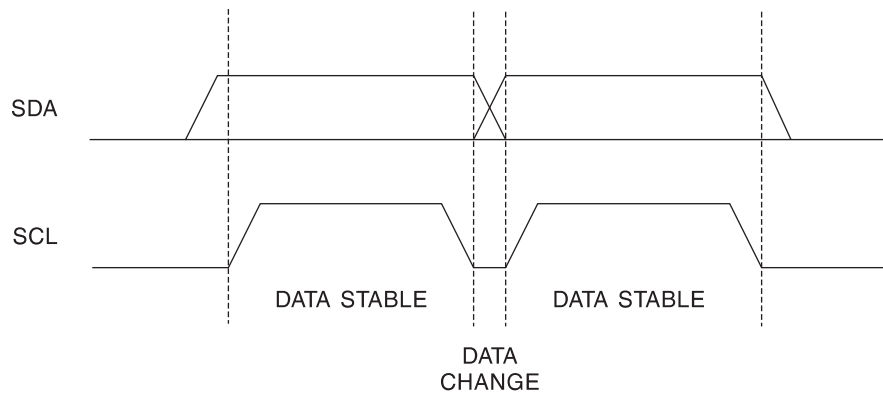 SDA
SCL
DATA STABLE
DATA STABLE
DATA
CHANGE